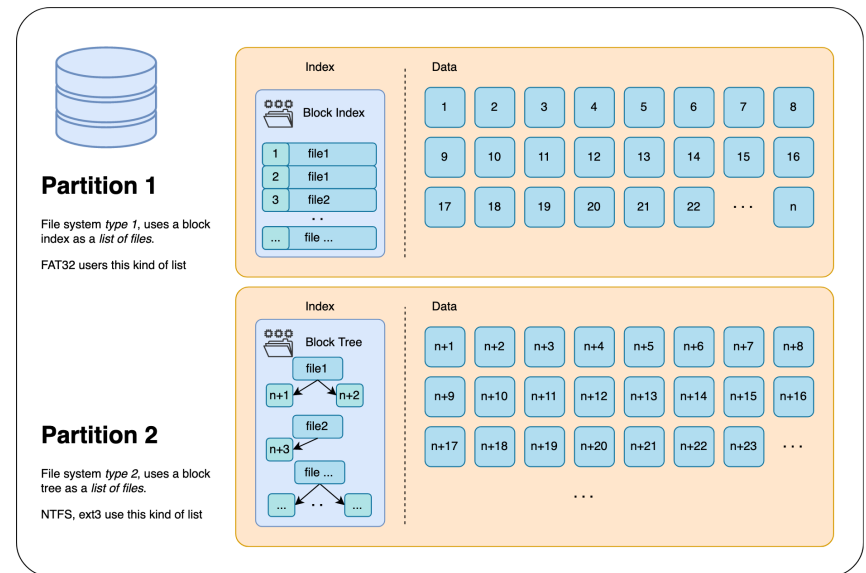 Partition 1
File system type 1, uses a block
index as a list of files.
FAT32 users this kind of list
Index
Block Index
1 file1
2 file1
3 file2
. .
... file ...
Data
1 2 3 4 5 6 7 8
9 10 11 12 13 14 15 16
17 18 19 20 21 22 . . . n
Partition 2
File system type 2, uses a block
tree as a list of files.
NTFS, ext3 use this kind of list
Index
Block Tree
file1
n+1 n+2
file2
n+3
file ...
... . . ...
Data
n+1 n+2 n+3 n+4 n+5 n+6 n+7 n+8
n+9 n+10 n+11 n+12 n+13 n+14 n+15 n+16
n+17 n+18 n+19 n+20 n+21 n+22 n+23 . . .
. . .